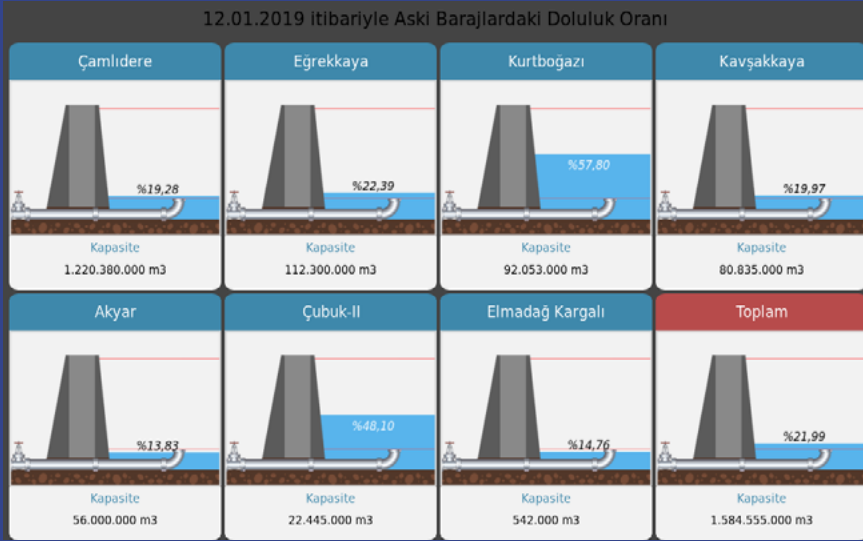 12.01.2019 itibariyle Aski Barajlardaki Doluluk Oranı
Çamlıdere
%19,28
Kapasite
1.220.380.000 m3
Eğrekkaya
%22,39
Kapasite
112.300.000 m3
Kurtboğazı
%57,80
Kapasite
92.053.000 m3
Kavşakkaya
%19,97
Kapasite
80.835.000 m3
Akyar
%13,83
Kapasite
56.000.000 m3
Çubuk-II
%48,10
Kapasite
22.445.000 m3
Elmadağ Kargalı
%14,76
Kapasite
542.000 m3
Toplam
%21,99
Kapasite
1.584.555.000 m3